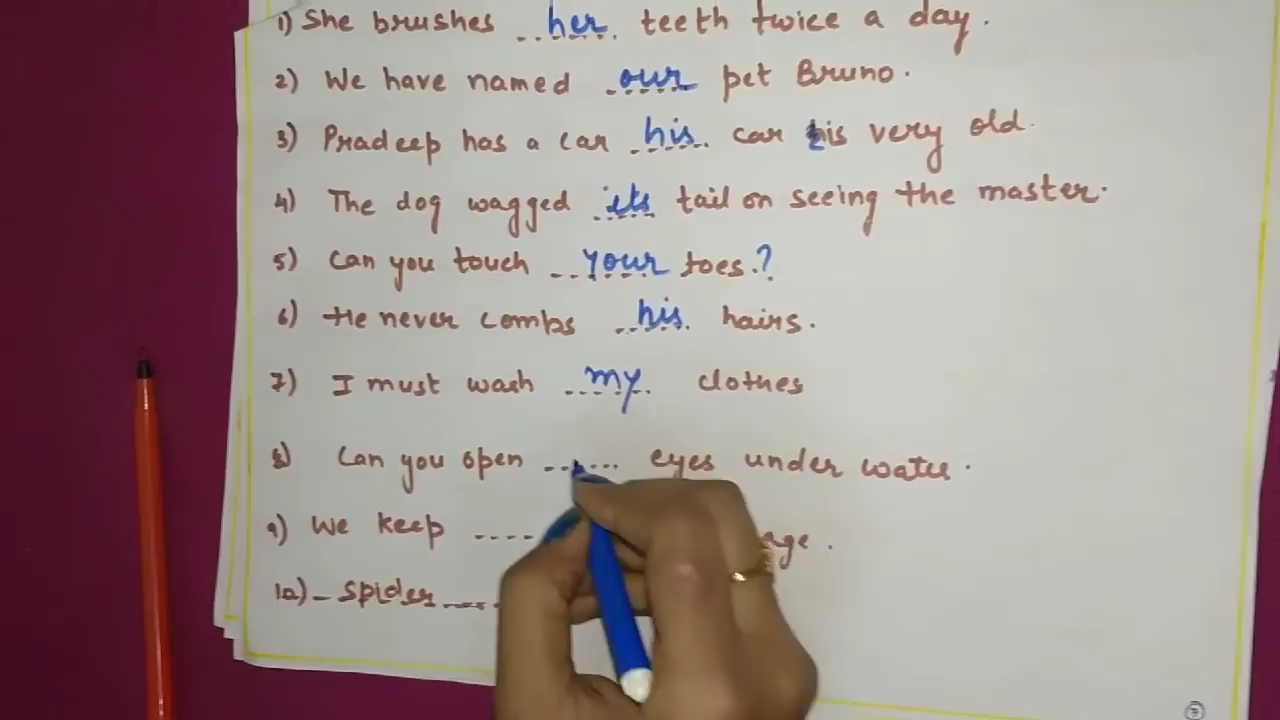 1) She brushes ..her.. teeth twice a day.
2) We have named ..our.. pet Bruno.
3) Pradeep has a car ..his.. car is very old.
4) The dog wagged ..its.. tail on seeing the master.
5) Can you touch ..your.. toes.?
6) He never combs ..his.. hairs.
7) I must wash ..my.. clothes
8) Can you open ...... eyes under water.
9) We keep ....
10) - Spider ....